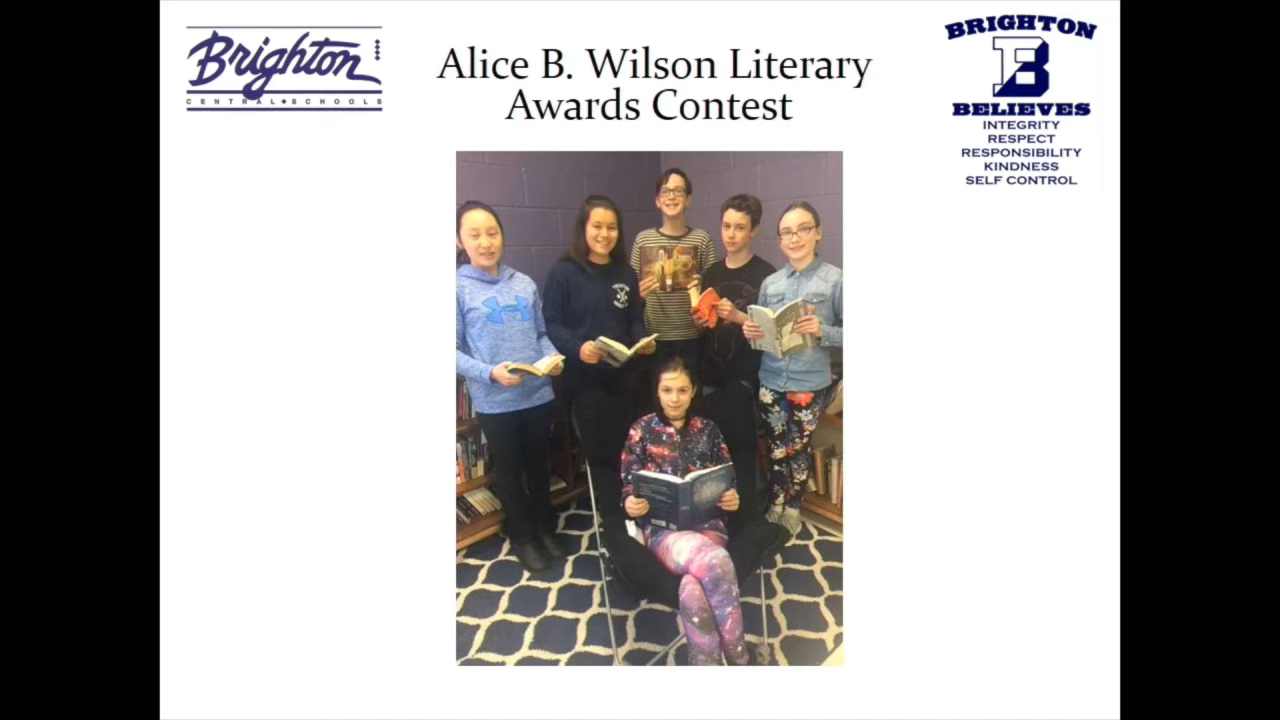 Brighton
CENTRAL SCHOOLS
Alice B. Wilson Literary
Awards Contest
BRIGHTON
B
BELIEVES
INTEGRITY
RESPECT
RESPONSIBILITY
KINDNESS
SELF CONTROL